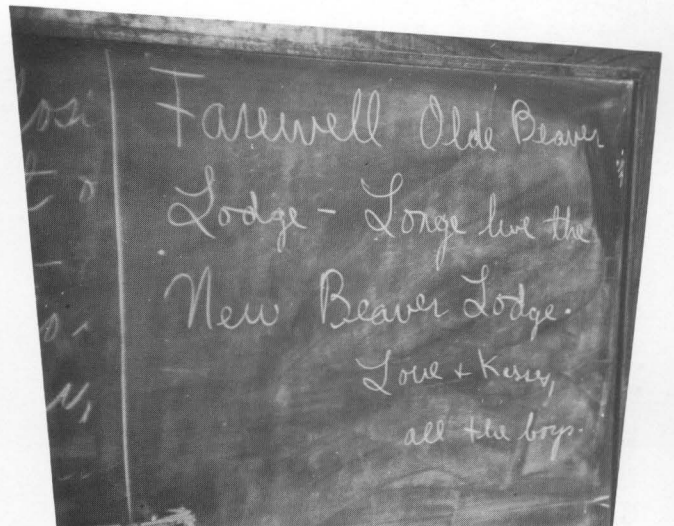 Farewell Olde Beaver
Lodge - Longe live the
New Beaver Lodge.
Love + Kisses,
all the boys.